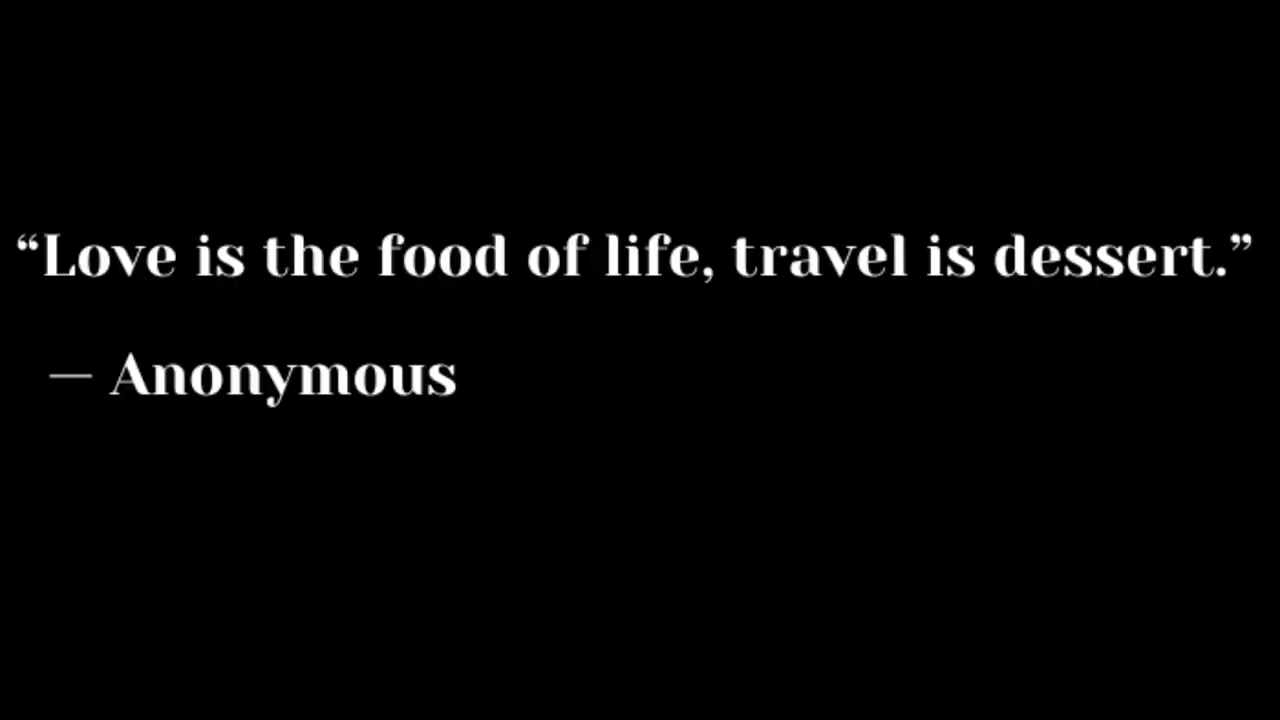 “Love is the food of life, travel is dessert.”
— Anonymous